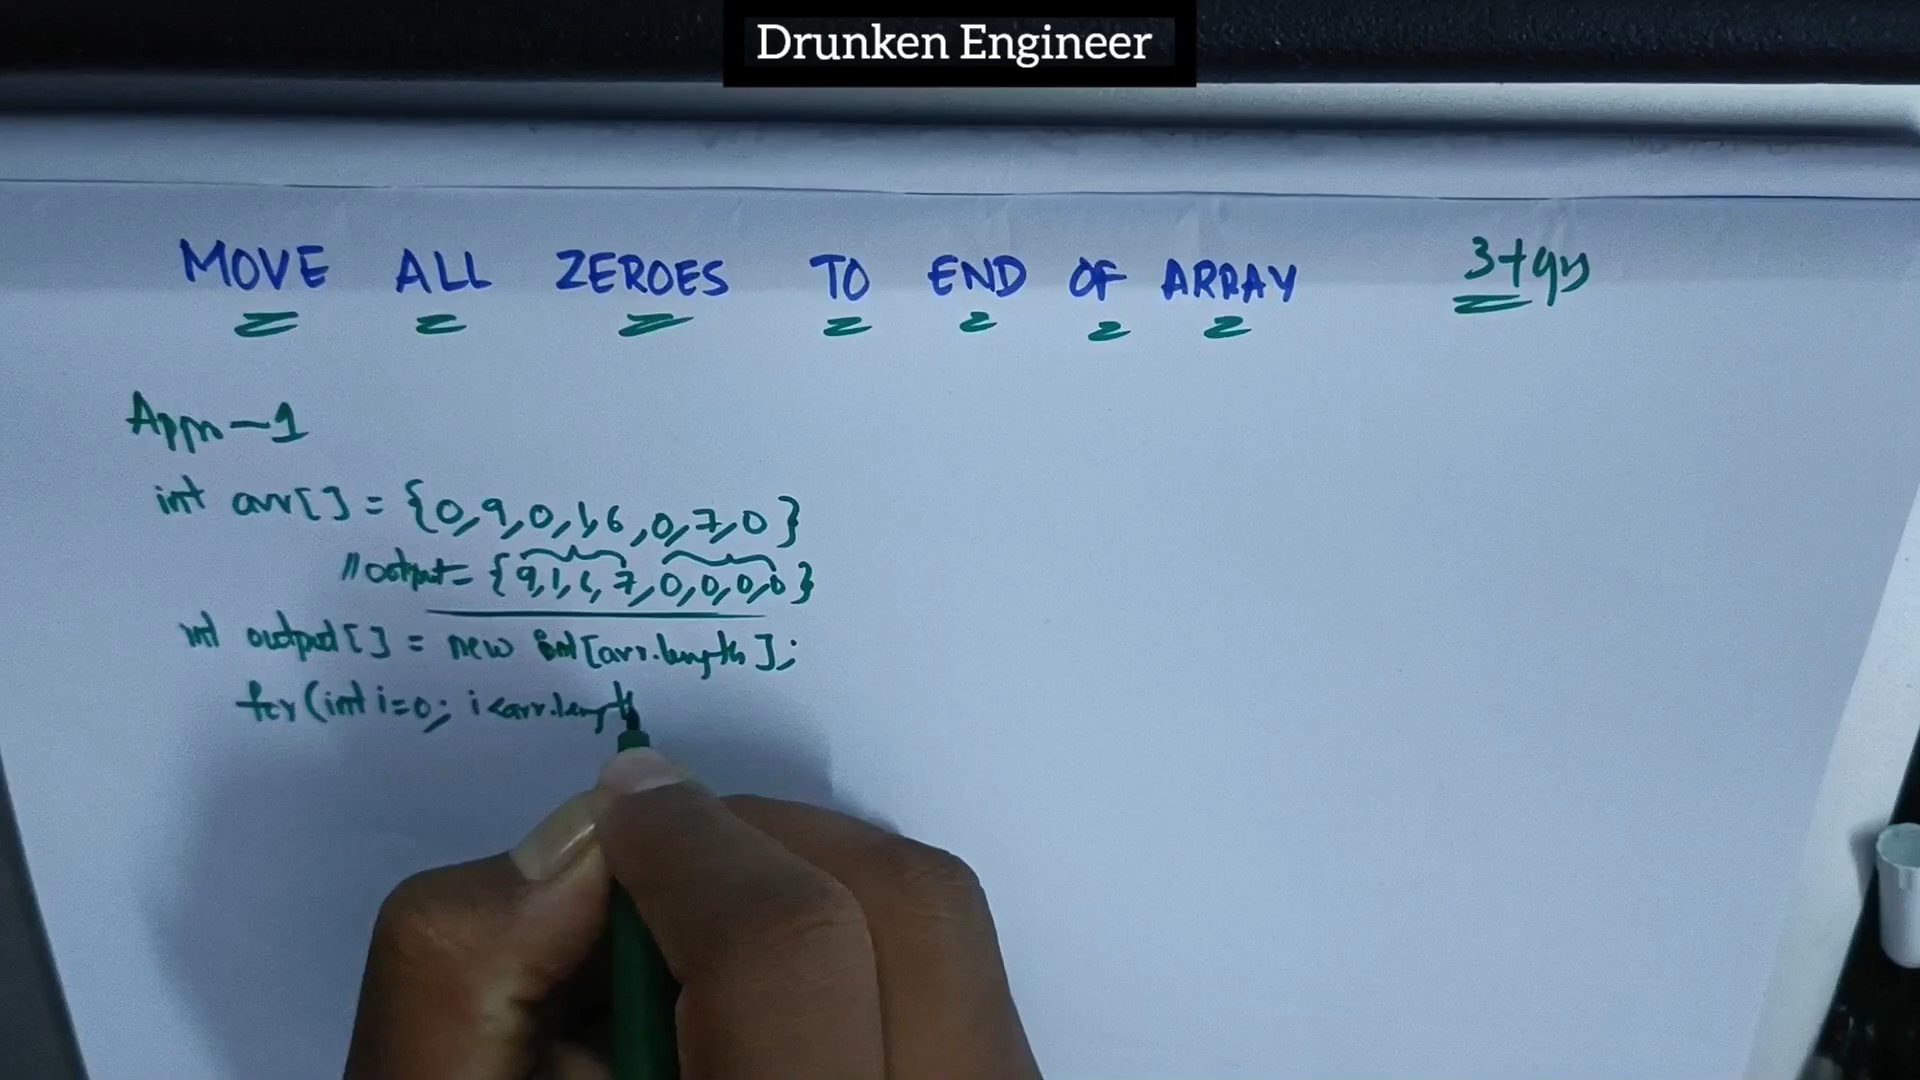 Drunken Engineer
MOVE ALL ZEROES TO END OF ARRAY 3+yrs
Appro-1
int arr[] = {0,9,0,1,6,0,7,0}
//output= {9,1,6,7,0,0,0,0}
int output[] = new int[arr.length];
for(int i=0; i<arr.length